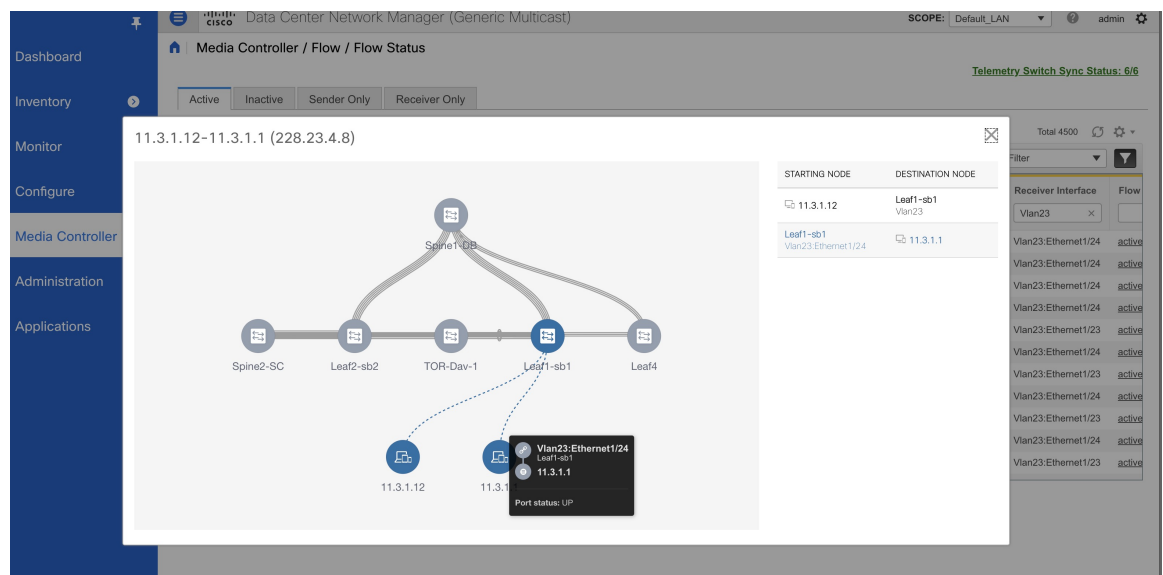 cisco Data Center Network Manager (Generic Multicast)
SCOPE: Default_LAN admin
Dashboard
Inventory
Monitor
Configure
Media Controller
Administration
Applications
Media Controller / Flow / Flow Status
Telemetry Switch Sync Status: 6/6
Active Inactive Sender Only Receiver Only
Total 4500
Filter
Receiver Interface Flow
Vlan23
Vlan23:Ethernet1/24 active
Vlan23:Ethernet1/23 active
Vlan23:Ethernet1/24 active
Vlan23:Ethernet1/24 active
Vlan23:Ethernet1/23 active
Vlan23:Ethernet1/24 active
Vlan23:Ethernet1/23 active
Vlan23:Ethernet1/24 active
Vlan23:Ethernet1/23 active
Vlan23:Ethernet1/24 active
Vlan23:Ethernet1/23 active
11.3.1.12-11.3.1.1 (228.23.4.8)
Spine1-DB
Spine2-SC Leaf2-sb2 TOR-Dav-1 Leaf1-sb1 Leaf4
11.3.1.12 11.3.1
Vlan23:Ethernet1/24
Leaf1-sb1
11.3.1.1
Port status: UP
STARTING NODE DESTINATION NODE
11.3.1.12 Leaf1-sb1
Vlan23
Leaf1-sb1 11.3.1.1
Vlan23:Ethernet1/24